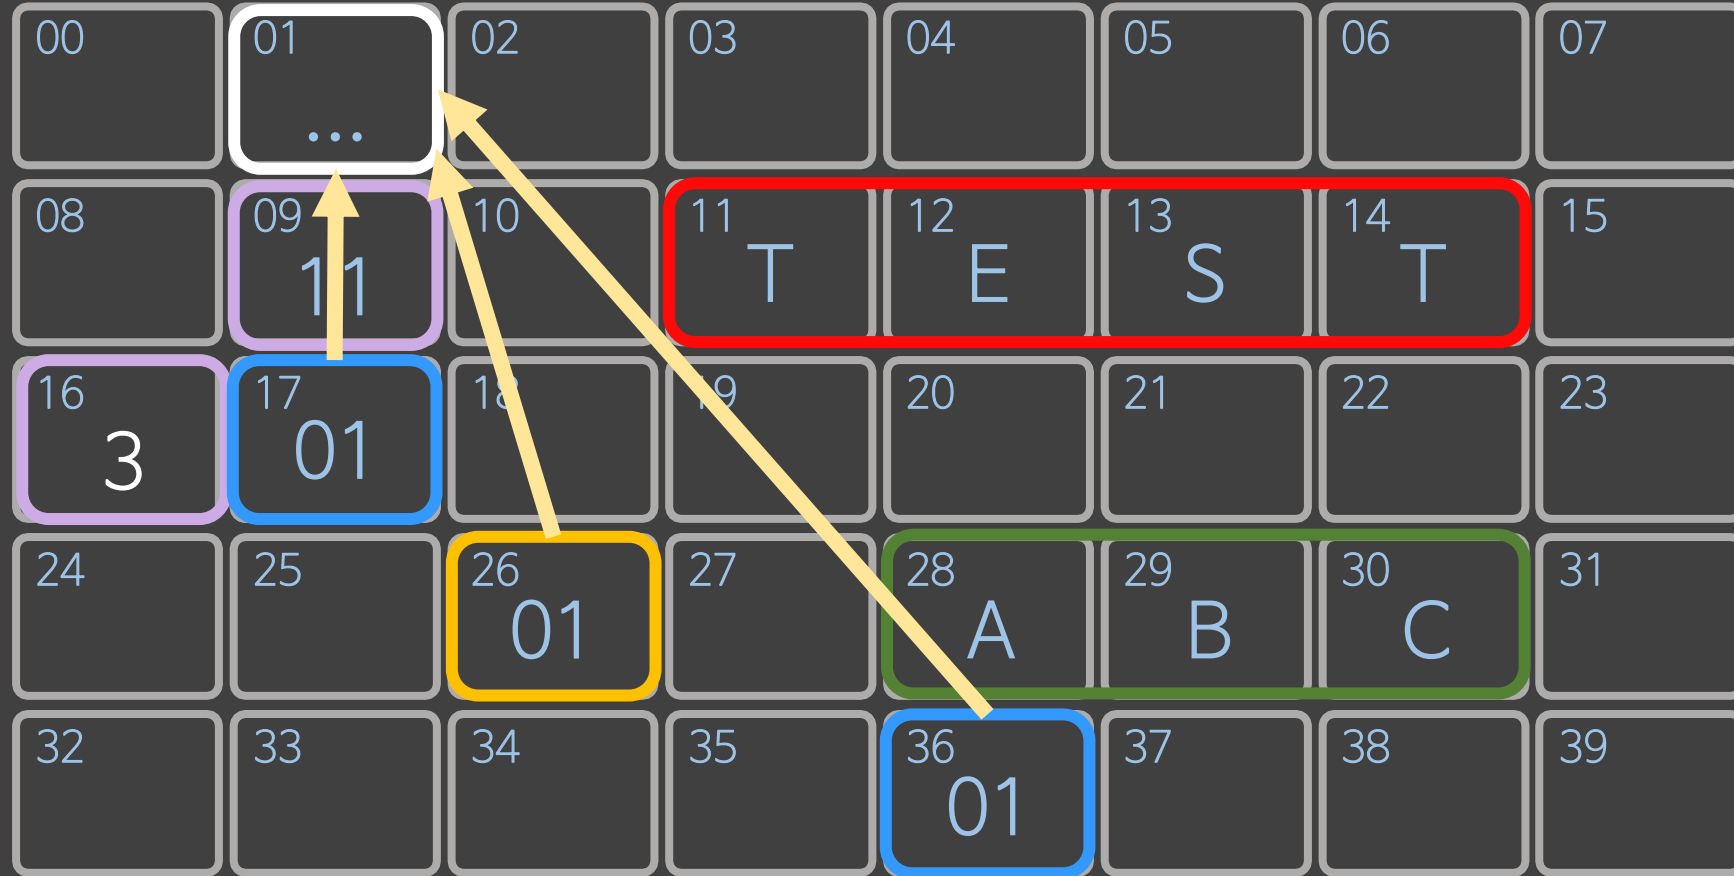 00 01 02 03 04 05 06 07
...
08 09 10 11 12 13 14 15
11 T E S T
16 17 18 19 20 21 22 23
3 01
24 25 26 27 28 29 30 31
01 A B C
32 33 34 35 36 37 38 39
01